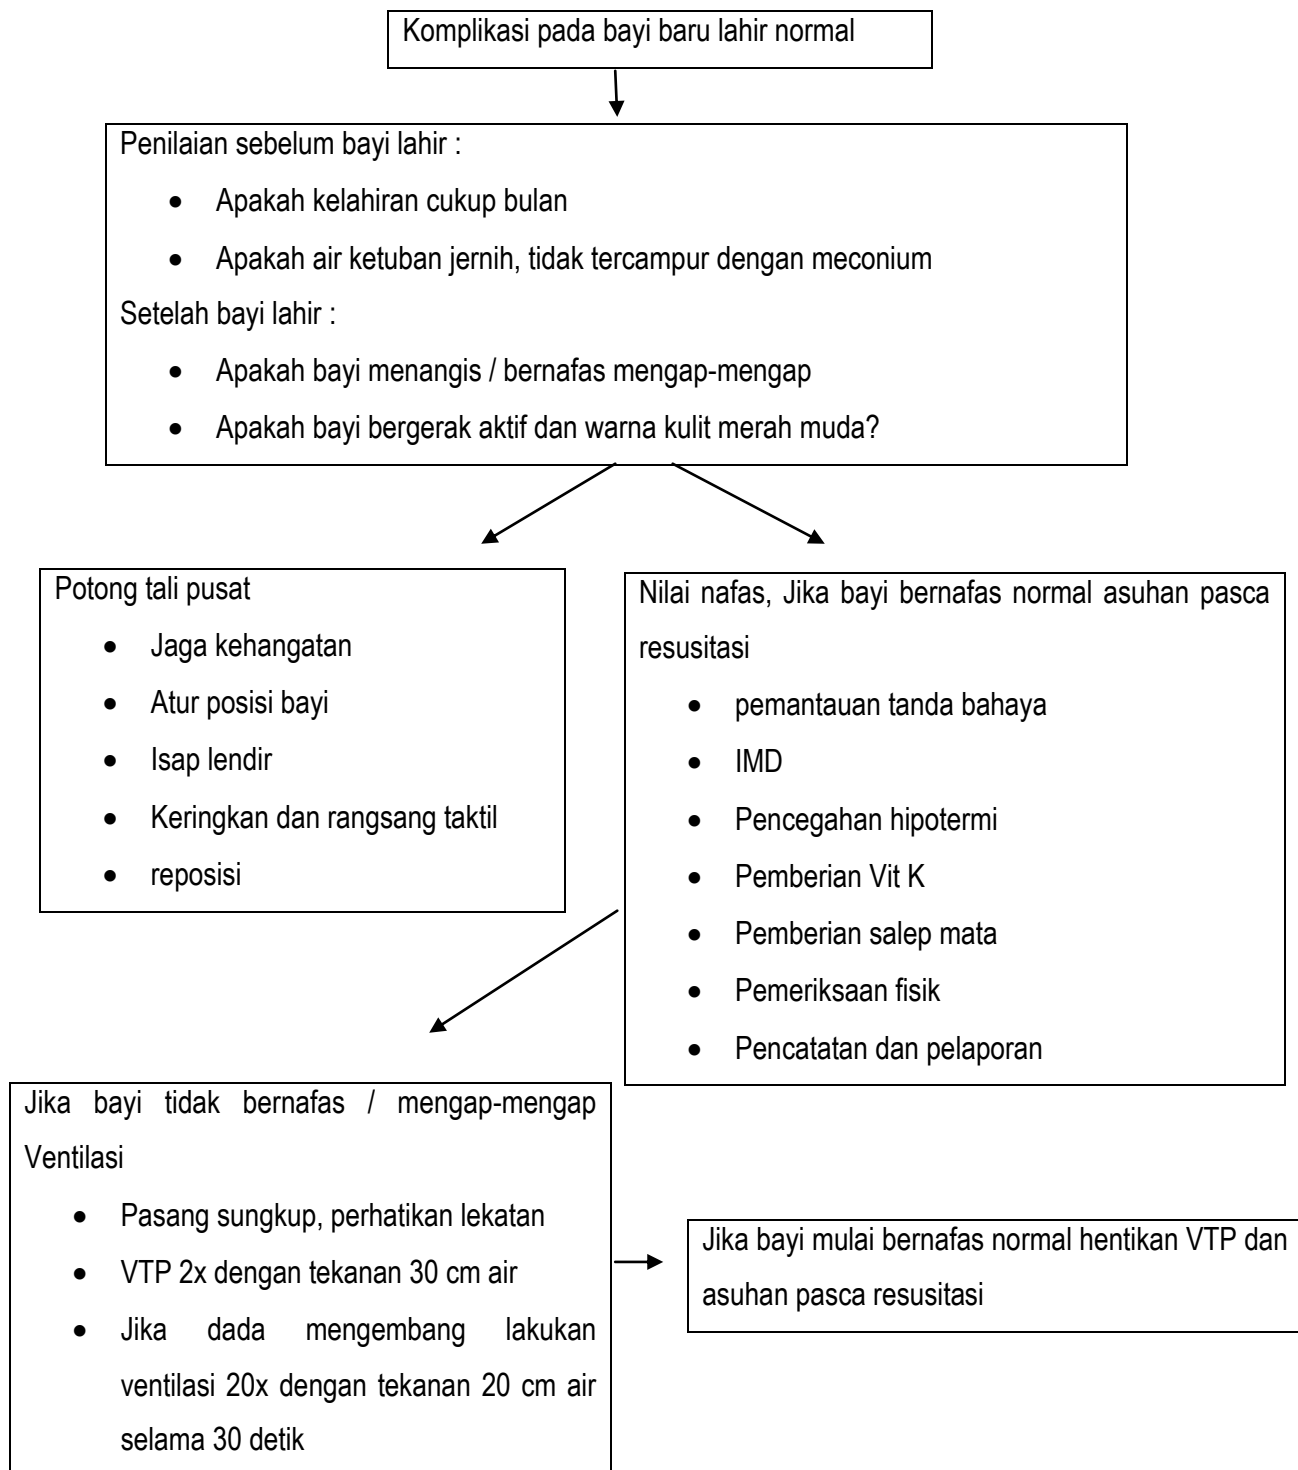 Komplikasi pada bayi baru lahir normal
Penilaian sebelum bayi lahir :
• Apakah kelahiran cukup bulan
• Apakah air ketuban jernih, tidak tercampur dengan meconium
Setelah bayi lahir :
• Apakah bayi menangis / bernafas mengap-mengap
• Apakah bayi bergerak aktif dan warna kulit merah muda?
Potong tali pusat
• Jaga kehangatan
• Atur posisi bayi
• Isap lendir
• Keringkan dan rangsang taktil
• reposisi
Nilai nafas, Jika bayi bernafas normal asuhan pasca
resusitasi
• pemantauan tanda bahaya
• IMD
• Pencegahan hipotermi
• Pemberian Vit K
• Pemberian salep mata
• Pemeriksaan fisik
• Pencatatan dan pelaporan
Jika bayi tidak bernafas / mengap-mengap
Ventilasi
• Pasang sungkup, perhatikan lekatan
• VTP 2x dengan tekanan 30 cm air
• Jika dada mengembang lakukan
ventilasi 20x dengan tekanan 20 cm air
selama 30 detik
Jika bayi mulai bernafas normal hentikan VTP dan
asuhan pasca resusitasi